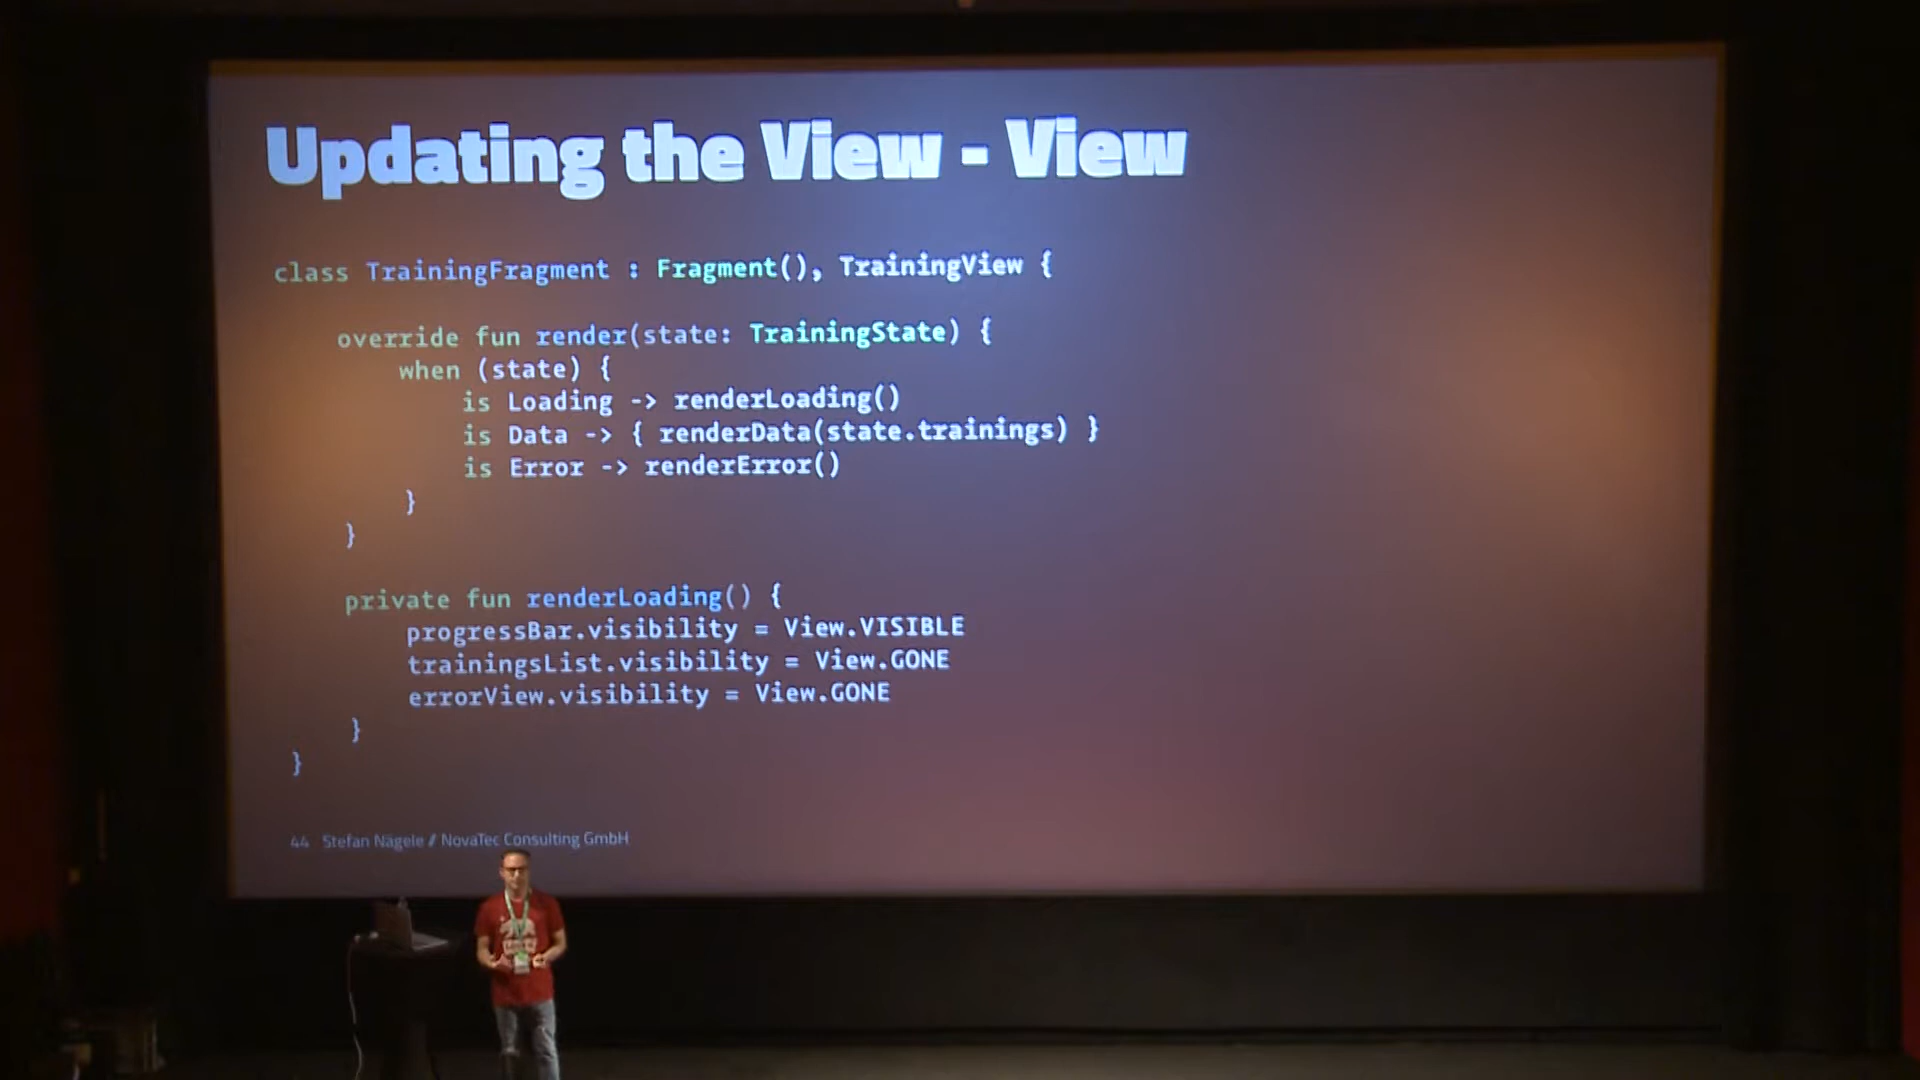 Updating the View - View
class TrainingFragment : Fragment(), TrainingView {
override fun render(state: TrainingState) {
when (state) {
is Loading -> renderLoading()
is Data -> { renderData(state.trainings) }
is Error -> renderError()
}
}
private fun renderLoading() {
progressBar.visibility = View.VISIBLE
trainingsList.visibility = View.GONE
errorView.visibility = View.GONE
}
}
44 Stefan Nägele // NovaTec Consulting GmbH